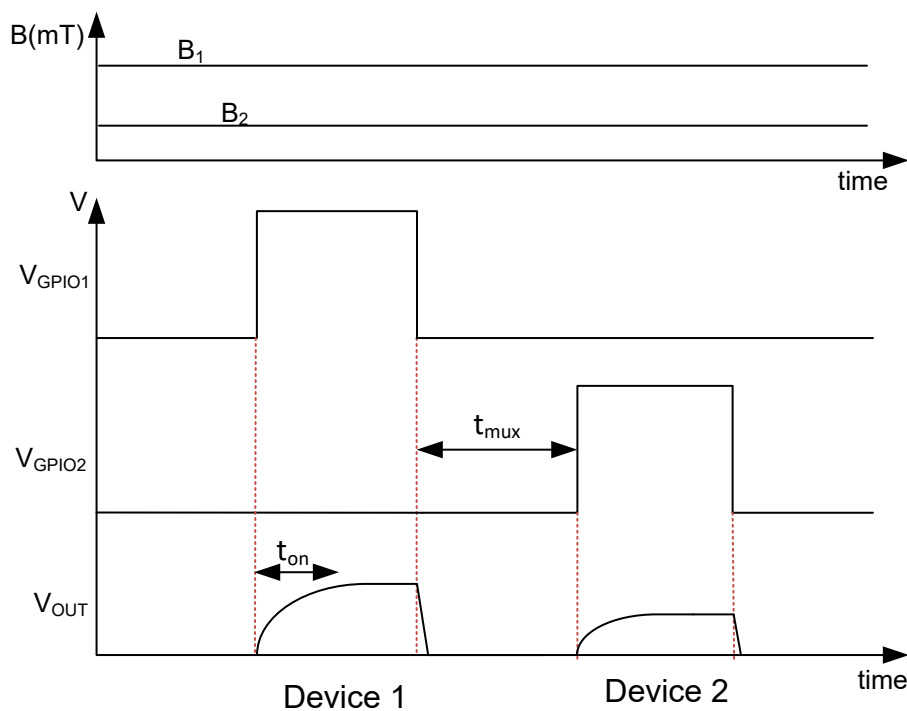 B(mT)
B1
B2
time
V
VGPIO1
tmux
VGPIO2
ton
VOUT
time
Device 1
Device 2